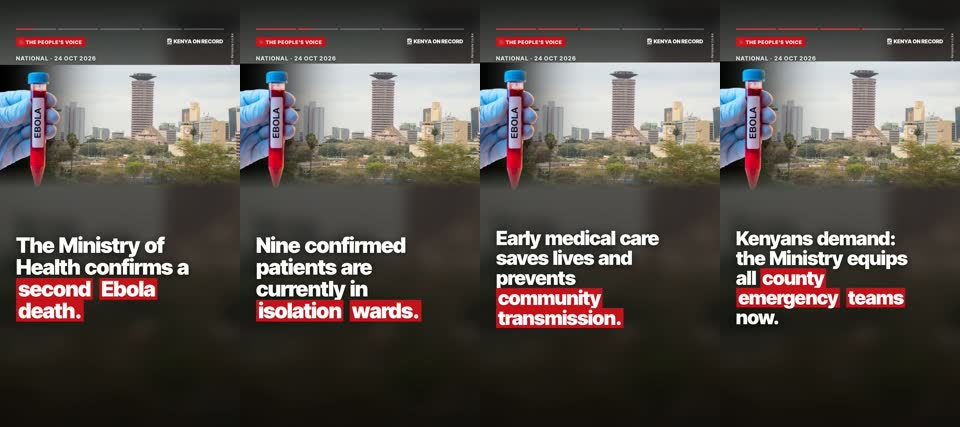 THE PEOPLE'S VOICE
KENYA ON RECORD
NATIONAL · 24 OCT 2026
EBOLA
The Ministry of
Health confirms a
second Ebola
death.
THE PEOPLE'S VOICE
KENYA ON RECORD
NATIONAL · 24 OCT 2026
EBOLA
Nine confirmed
patients are
currently in
isolation wards.
THE PEOPLE'S VOICE
KENYA ON RECORD
NATIONAL · 24 OCT 2026
EBOLA
Early medical care
saves lives and
prevents
community
transmission.
THE PEOPLE'S VOICE
KENYA ON RECORD
NATIONAL · 24 OCT 2026
EBOLA
Kenyans demand:
the Ministry equips
all county
emergency teams
now.